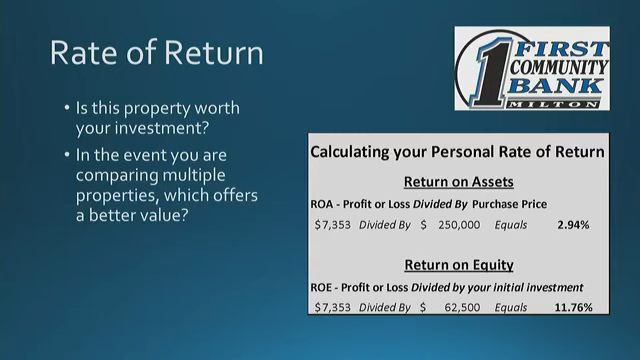 Rate of Return
1 FIRST
COMMUNITY
BANK
MILTON
• Is this property worth
your investment?
• In the event you are
comparing multiple
properties, which offers
a better value?
Calculating your Personal Rate of Return
Return on Assets
ROA - Profit or Loss Divided By Purchase Price
$7,353 Divided By $ 250,000 Equals 2.94%
Return on Equity
ROE - Profit or Loss Divided by your initial investment
$7,353 Divided By $ 62,500 Equals 11.76%